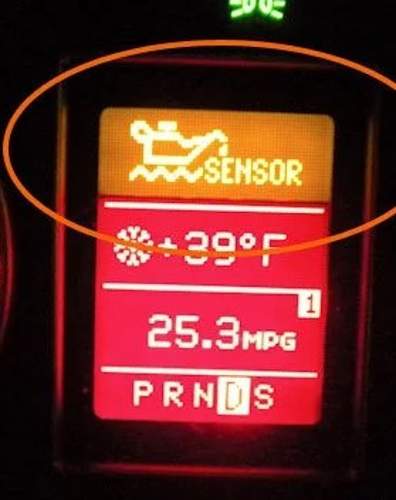 SENSOR
+39°F
1
25.3MPG
PRNDS